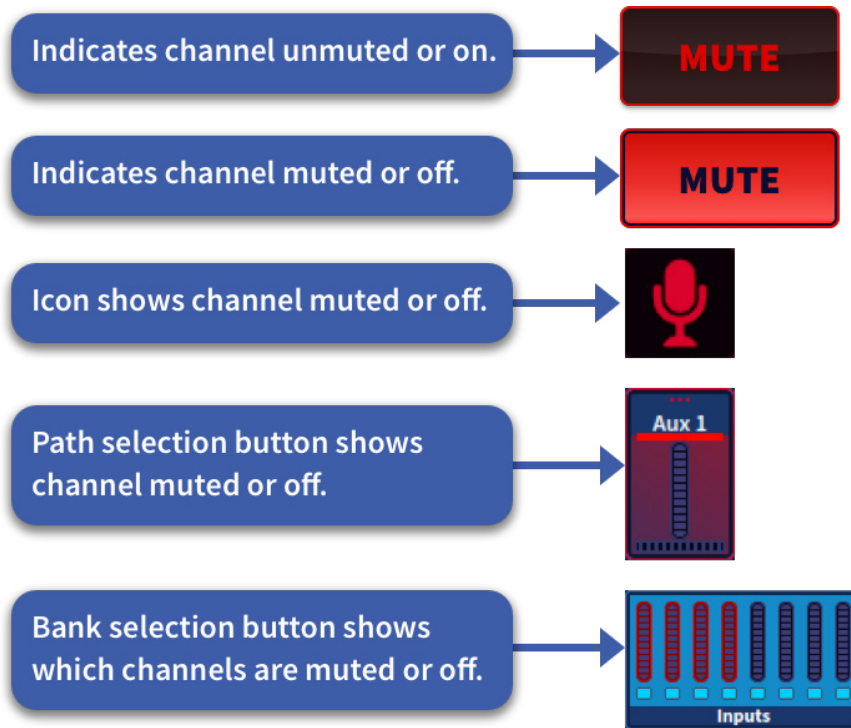 Indicates channel unmuted or on.
MUTE
Indicates channel muted or off.
MUTE
Icon shows channel muted or off.
Path selection button shows
channel muted or off.
Aux 1
Bank selection button shows
which channels are muted or off.
Inputs